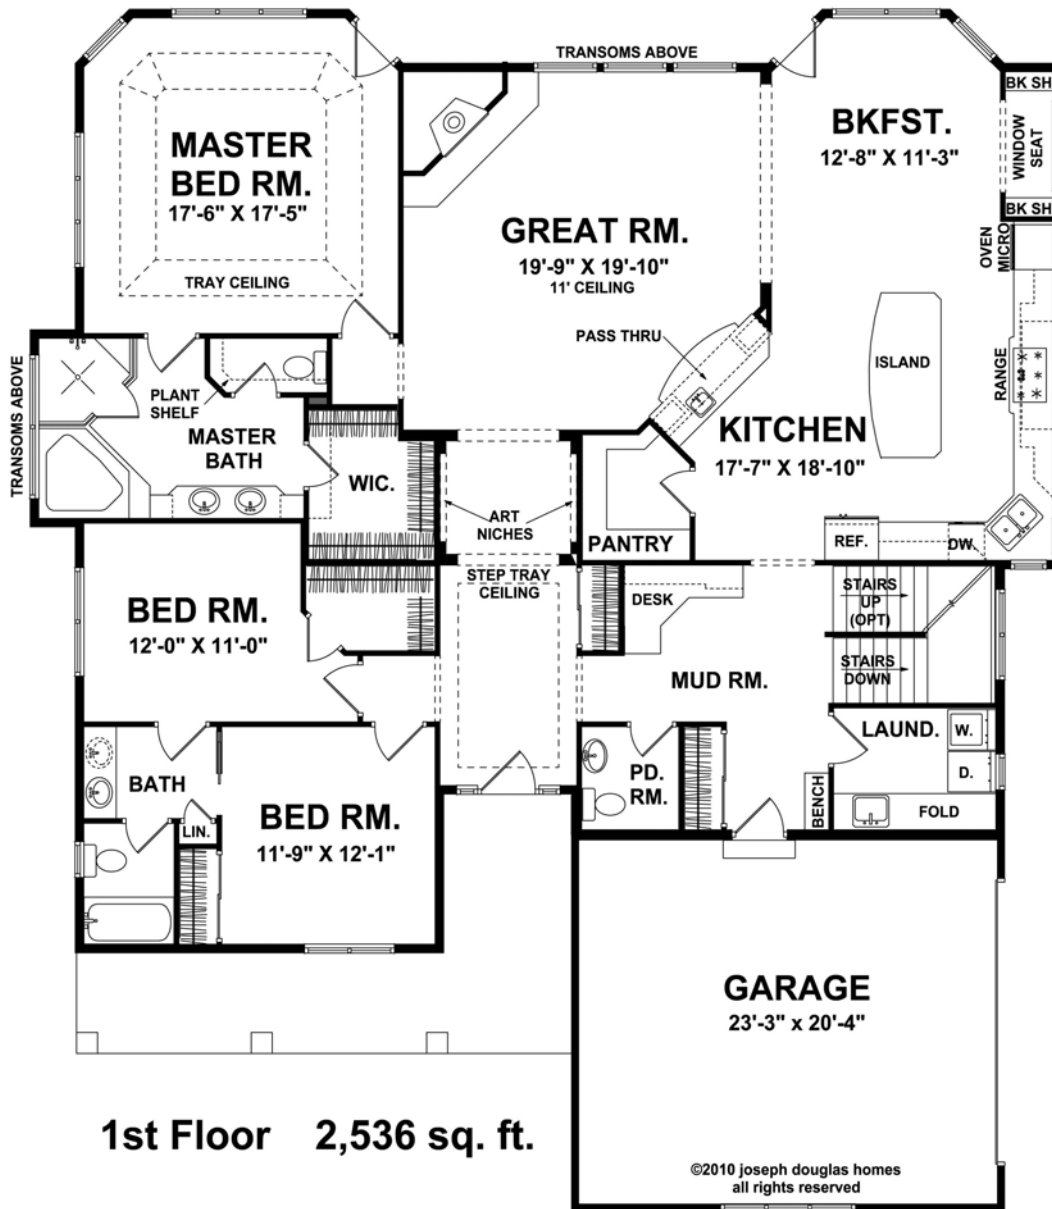 TRANSOMS ABOVE
BK SH
MASTER
BED RM.
17'-6" X 17'-5"
TRAY CEILING
BKFST.
12'-8" X 11'-3"
WINDOW
SEAT
BK SH
GREAT RM.
19'-9" X 19'-10"
11' CEILING
OVEN
MICRO
PASS THRU
ISLAND
RANGE
TRANSOMS ABOVE
PLANT
SHELF
MASTER
BATH
WIC.
KITCHEN
17'-7" X 18'-10"
ART
NICHES
PANTRY
REF.
DW.
STEP TRAY
CEILING
DESK
STAIRS
UP
(OPT)
BED RM.
12'-0" X 11'-0"
MUD RM.
STAIRS
DOWN
LAUND.
W.
D.
FOLD
BENCH
PD.
RM.
BATH
LIN.
BED RM.
11'-9" X 12'-1"
GARAGE
23'-3" x 20'-4"
1st Floor 2,536 sq. ft.
©2010 joseph douglas homes
all rights reserved